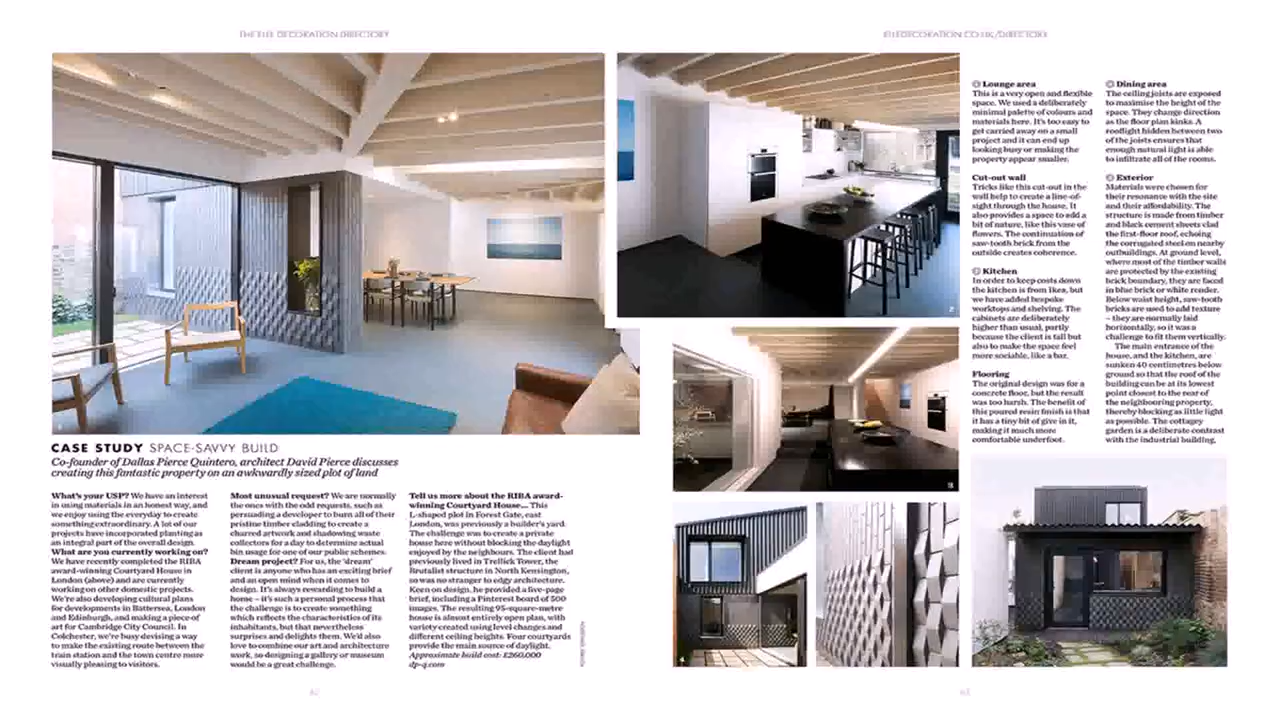 THE ELLE DECORATION DIRECTORY
ELLEDECORATION.CO.UK/DIRECTORY
CASE STUDY SPACE-SAVVY BUILD
Co-founder of Dallas Pierce Quintero, architect David Pierce discusses
creating this fantastic property on an awkwardly sized plot of land
What's your USP? We have an interest
in using materials in an honest way, and
we enjoy using the everyday to create
something extraordinary. A lot of our
projects have incorporated planting as
an integral part of the overall design.
What are you currently working on?
We have recently completed the RIBA
award-winning Courtyard House in
London (above) and are currently
working on other domestic projects.
We're also developing cultural plans
for developments in Battersea, London
and Edinburgh, and making a piece of
art for Cambridge City Council. In
Colchester, we're busy devising a way
to make the existing route between the
train station and the town centre more
visually pleasing to visitors.
Most unusual request? We are normally
the ones with the odd requests, such as
persuading a developer to burn all of their
pristine timber cladding to create a
charred artwork and shadowing waste
collectors for a day to determine actual
bin usage for one of our public schemes.
Dream project? For us, the 'dream'
client is anyone who has an exciting brief
and an open mind when it comes to
design. It's always rewarding to build a
home – it's such a personal process that
the challenge is to create something
which reflects the characteristics of its
inhabitants, but that nevertheless
surprises and delights them. We'd also
love to combine our art and architecture
work, so designing a gallery or museum
would be a great challenge.
Tell us more about the RIBA award-
winning Courtyard House... This
L-shaped plot in Forest Gate, east
London, was previously a builder's yard.
The challenge was to create a private
house here without blocking the daylight
enjoyed by the neighbours. The client had
previously lived in Trellick Tower, the
Brutalist structure in North Kensington,
so was no stranger to edgy architecture.
Keen on design, he provided a five-page
brief, including a Pinterest board of 500
images. The resulting 95-square-metre
house is almost entirely open plan, with
variety created using level changes and
different ceiling heights. Four courtyards
provide the main source of daylight.
Approximate build cost: £260,000
dp-q.com
Lounge area
This is a very open and flexible
space. We used a deliberately
minimal palette of colours and
materials here. It's too easy to
get carried away on a small
project and it can end up
looking busy or making the
property appear smaller.
Cut-out wall
Tricks like this cut-out in the
wall help to create a line-of-
sight through the house. It
also provides a space to add a
bit of nature, like this vase of
flowers. The continuation of
saw-tooth brick from the
outside creates coherence.
Kitchen
In order to keep costs down
the kitchen is from Ikea, but
we have added bespoke
worktops and shelving. The
cabinets are deliberately
higher than usual, partly
because the client is tall but
also to make the space feel
more sociable, like a bar.
Flooring
The original design was for a
concrete floor, but the result
was too harsh. The benefit of
this poured resin finish is that
it has a tiny bit of give in it,
making it much more
comfortable underfoot.
Dining area
The ceiling joists are exposed
to maximise the height of the
space. They change direction
as the floor plan kinks. A
rooflight hidden between two
of the joists ensures that
enough natural light is able
to infiltrate all of the rooms.
Exterior
Materials were chosen for
their resonance with the site
and their affordability. The
structure is made from timber
and black cement sheets clad
the first-floor roof, echoing
the corrugated steel on nearby
outbuildings. At ground level,
where most of the timber walls
are protected by the existing
brick boundary, they are faced
in blue brick or white render.
Below waist height, saw-tooth
bricks are used to add texture
– they are normally laid
horizontally, so it was a
challenge to fit them vertically.
The main entrance of the
house, and the kitchen, are
sunken 40 centimetres below
ground so that the roof of the
building can be at its lowest
point closest to the rear of
the neighbouring property,
thereby blocking as little light
as possible. The cottagey
garden is a deliberate contrast
with the industrial building.